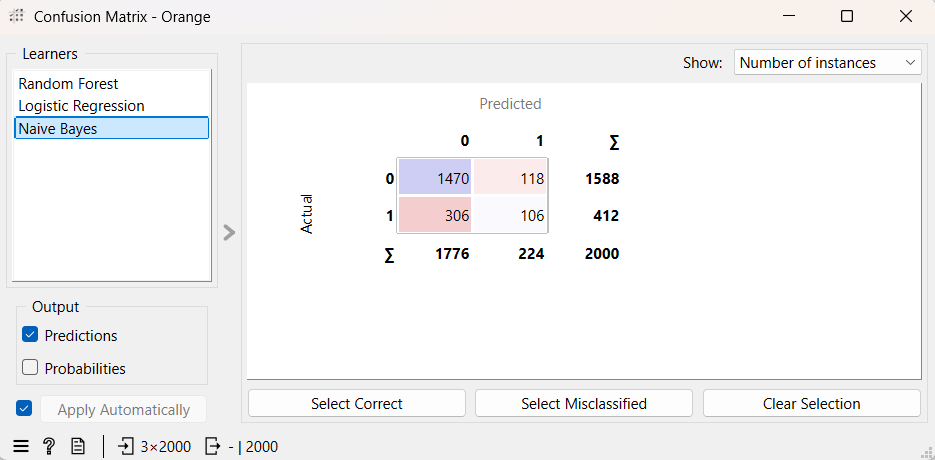 Confusion Matrix - Orange
Learners
Random Forest
Logistic Regression
Naive Bayes
Output
Predictions
Probabilities
Apply Automatically
Show: Number of instances
Predicted
0 1 ∑
Actual
0 1470 118 1588
1 306 106 412
∑ 1776 224 2000
Select Correct Select Misclassified Clear Selection
? 3×2000 - | 2000